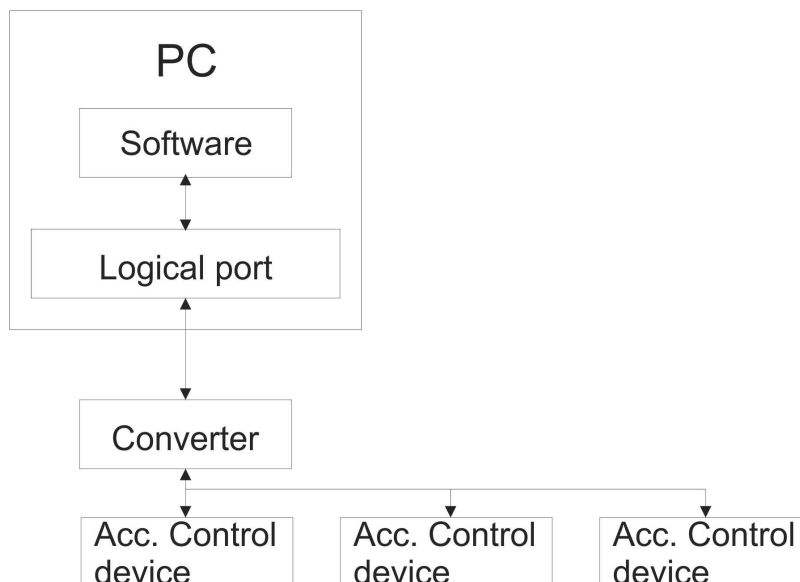 PC
Software
Logical port
Converter
Acc. Control
device
Acc. Control
device
Acc. Control
device